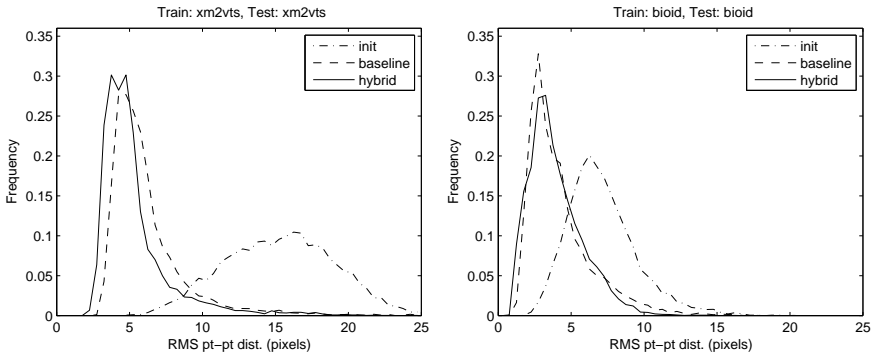 Train: xm2vts, Test: xm2vts
0.35
0.3
0.25
0.2
0.15
0.1
0.05
0
Frequency
init
baseline
hybrid
0 5 10 15 20 25
RMS pt−pt dist. (pixels)
Train: bioid, Test: bioid
0.35
0.3
0.25
0.2
0.15
0.1
0.05
0
Frequency
init
baseline
hybrid
0 5 10 15 20 25
RMS pt−pt dist. (pixels)